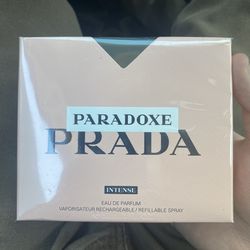 PARADOXE
PRADA
INTENSE
EAU DE PARFUM
VAPORISATEUR RECHARGEABLE/ REFILLABLE SPRAY